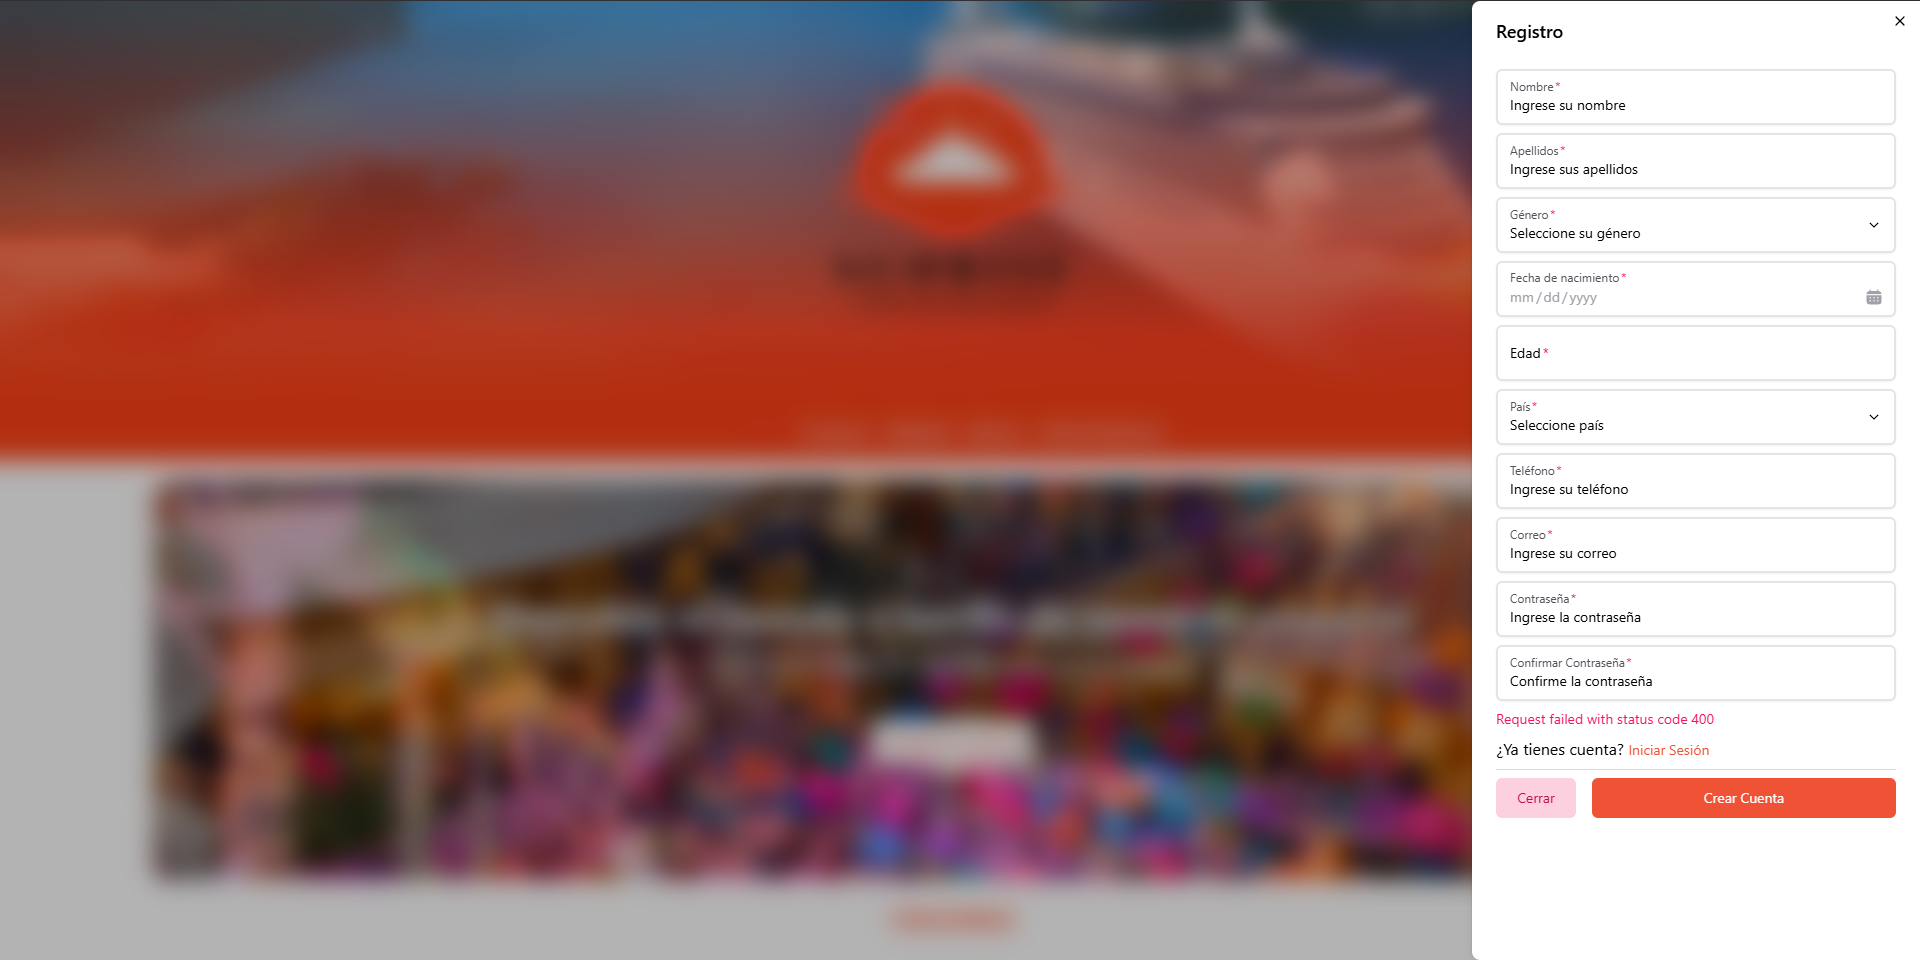 Registro
Nombre*
Ingrese su nombre
Apellidos*
Ingrese sus apellidos
Género*
Seleccione su género
Fecha de nacimiento*
mm/dd/yyyy
Edad*
País*
Seleccione país
Teléfono*
Ingrese su teléfono
Correo*
Ingrese su correo
Contraseña*
Ingrese la contraseña
Confirmar Contraseña*
Confirme la contraseña
Request failed with status code 400
¿Ya tienes cuenta? Iniciar Sesión
Cerrar
Crear Cuenta